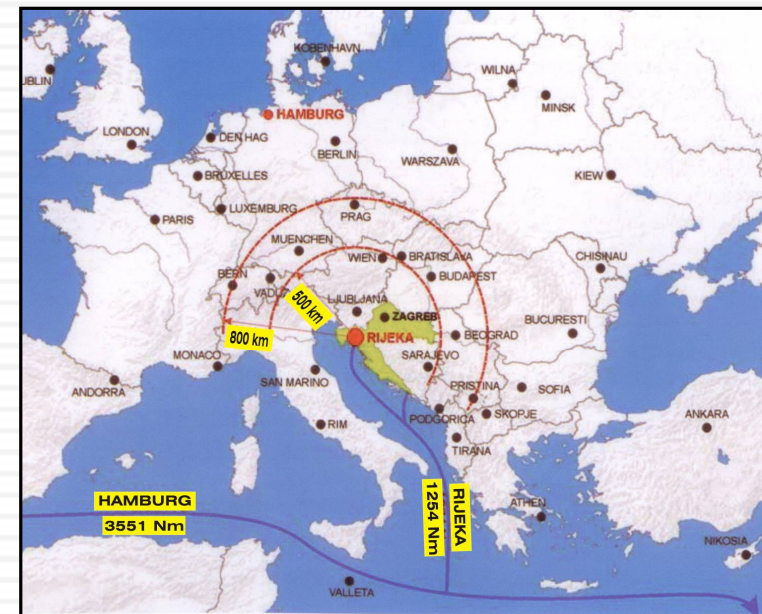 KOBENHAVN
WILNA
UBLIN
MINSK
HAMBURG
LONDON
DEN HAG
BERLIN
WARSZAVA
BRUXELLES
KIEW
LUXEMBURG
PRAG
PARIS
MUENCHEN
WIEN
BRATISLAVA
CHISINAU
BERN
BUDAPEST
VADUZ
500 km
LJUBLJANA
ZAGREB
BUCURESTI
800 km
RIJEKA
BEOGRAD
MONACO
SARAJEVO
SAN MARINO
PRISTINA
SOFIA
ANDORRA
PODGORICA
SKOPJE
ANKARA
RIM
TIRANA
HAMBURG
3551 Nm
RIJEKA
1254 Nm
ATHEN
NIKOSIA
VALLETA